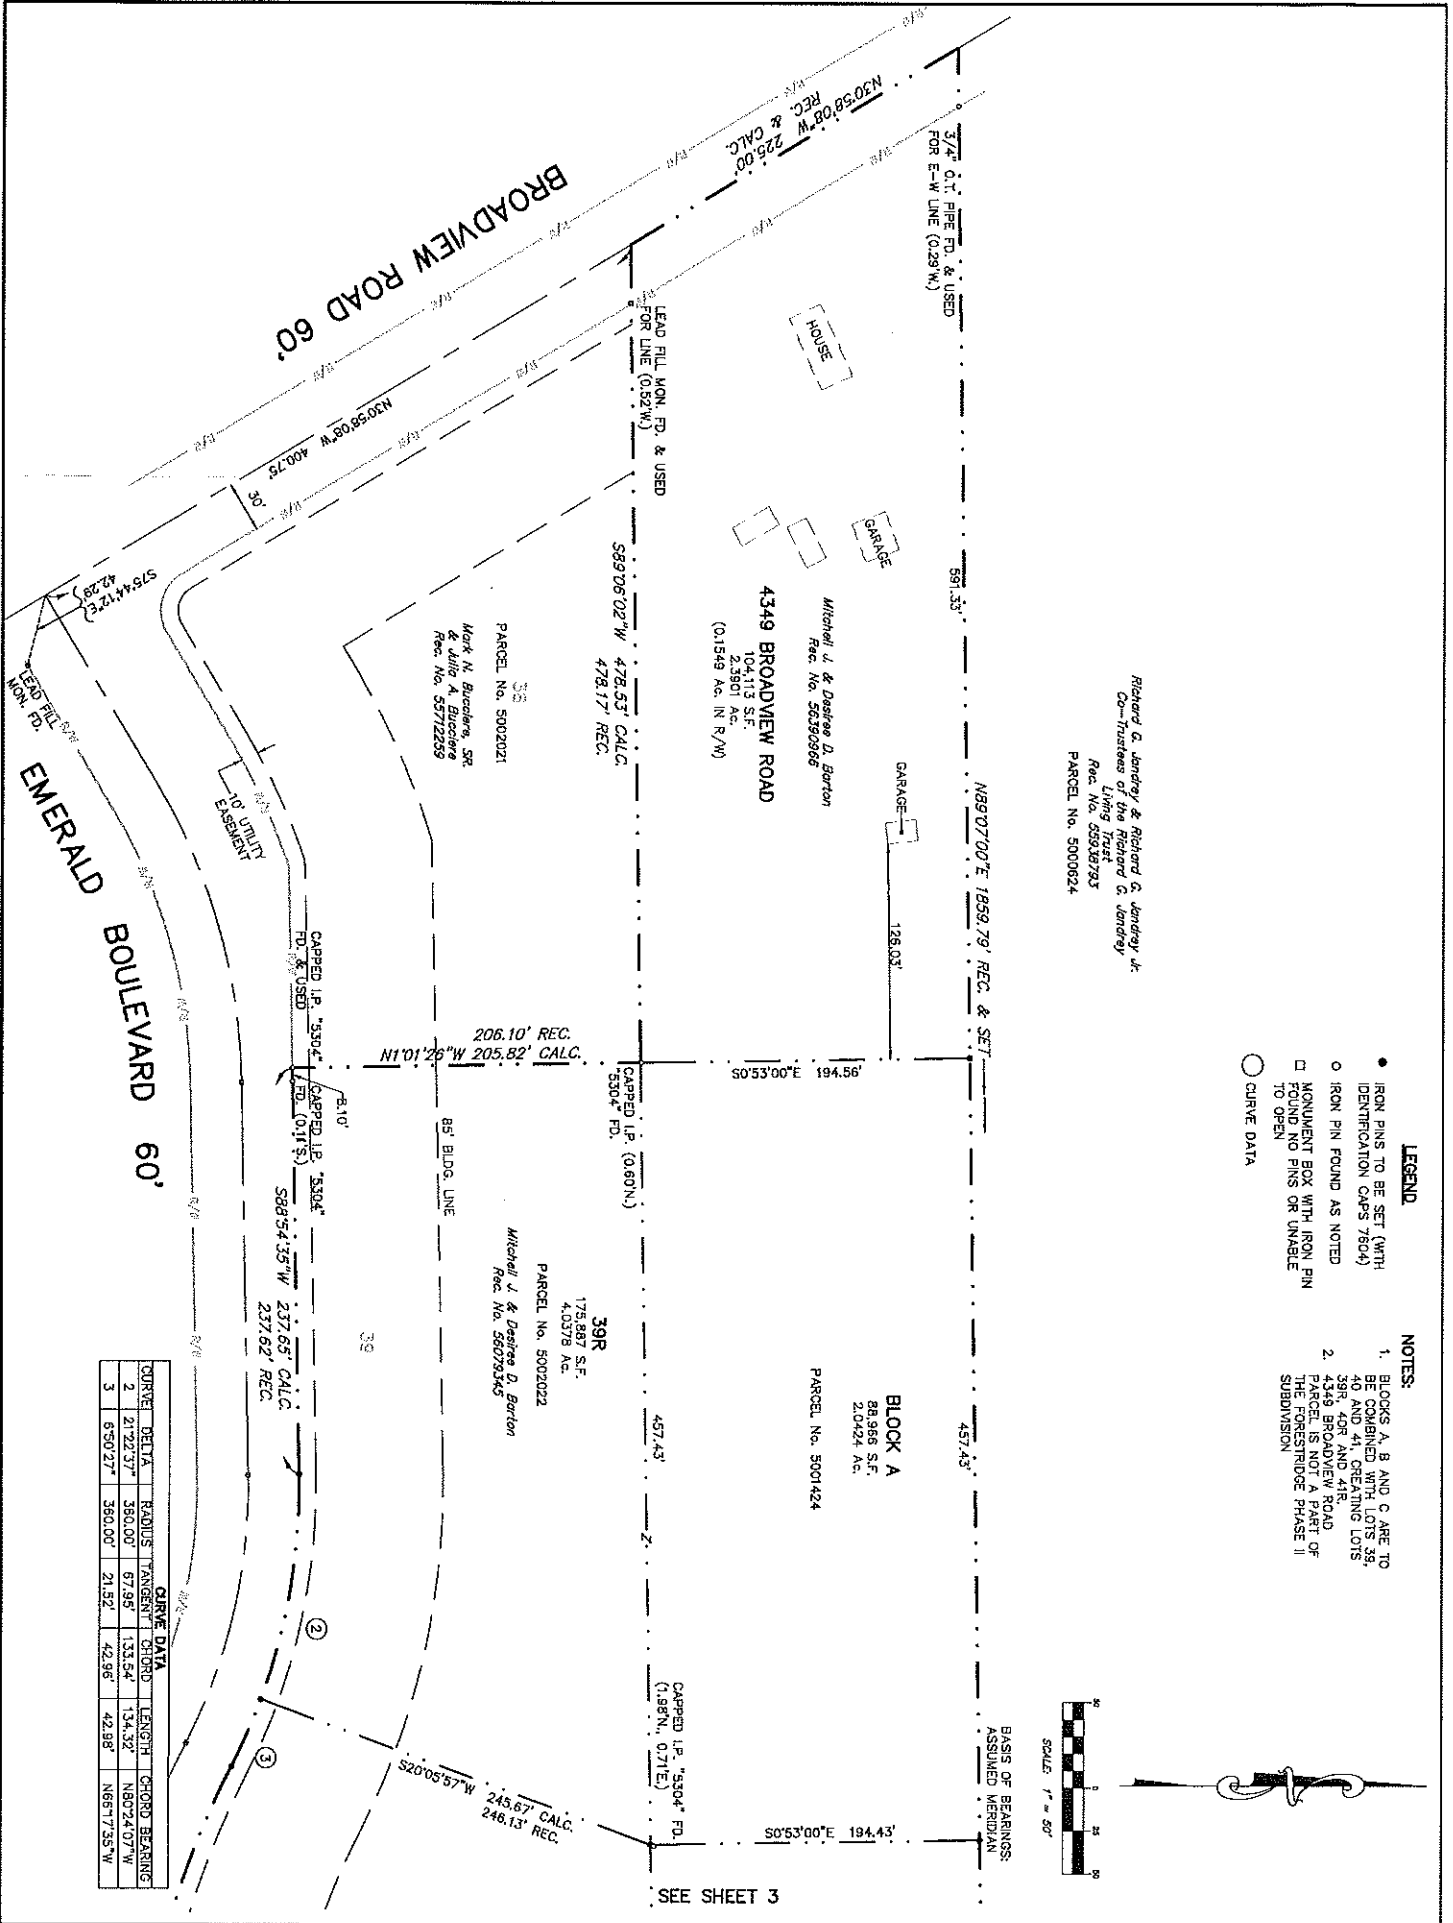 LEGEND
● IRON PINS TO BE SET (WITH
IDENTIFICATION CAPS 7604)
○ IRON PIN FOUND AS NOTED
□ MONUMENT BOX WITH IRON PIN
FOUND NO PINS OR UNABLE
TO OPEN
○ CURVE DATA
NOTES:
1. BLOCKS A, B AND C ARE TO
BE COMBINED WITH LOTS 39,
40 AND 41, CREATING LOTS
39R, 40R AND 41R.
2. 4349 BROADVIEW ROAD
PARCEL IS NOT A PART OF
THE FORESTRIDGE PHASE II
SUBDIVISION
Richard G. Jandrey & Richard G. Jandrey Jr.
Co-Trustees of the Richard G. Jandrey
Living Trust
Rec. No. 55938793
PARCEL No. 5000624
BASIS OF BEARINGS:
ASSUMED MERIDIAN
SCALE: 1" = 50'
50
0
25
50
3/4" O.T. PIPE FD. & USED
FOR E-W LINE (0.29'W.)
591.33'
N89°07'00"E 1859.79' REC. & SET
457.43'
N30°58'08"W 225.00'
REC. & CALC.
HOUSE
GARAGE
GARAGE
126.03'
Mitchell J. & Desiree D. Barton
Rec. No. 56390966
4349 BROADVIEW ROAD
104,113 S.F.
2.3901 Ac.
(0.1549 Ac. IN R/W)
S0°53'00"E 194.56'
BLOCK A
88,966 S.F.
2.0424 Ac.
PARCEL No. 5001424
S0°53'00"E 194.43'
LEAD FILL MON. FD. & USED
FOR LINE (0.52'W.)
S89°06'02"W 478.53' CALC.
478.17' REC.
CAPPED I.P. (0.60'N.)
"5304" FD.
457.43'
CAPPED I.P. "5304" FD.
(1.98'N., 0.71'E.)
SEE SHEET 3
BROADVIEW ROAD 60'
N30°58'08"W 400.75'
30'
S75°44'12"E
42.29'
LEAD FILL
MON. FD.
38
PARCEL No. 5002021
Mark N. Bucciere, SR.
& Julia A. Bucciere
Rec. No. 55712259
206.10' REC.
N1°01'26"W 205.82' CALC.
39R
175,887 S.F.
4.0378 Ac.
PARCEL No. 5002022
Mitchell J. & Desiree D. Barton
Rec. No. 56079345
85' BLDG. LINE
39
10' UTILITY
EASEMENT
CAPPED I.P. "5304"
FD. & USED
8.10'
CAPPED I.P. "5304"
FD. (0.11'S.)
S88°54'35"W 237.65' CALC.
237.62' REC.
2
3
S20°05'57"W 245.67' CALC.
246.13' REC.
EMERALD BOULEVARD 60'
R/W
CURVE DATA
CURVE DELTA RADIUS TANGENT CHORD LENGTH CHORD BEARING
2 21°22'37" 360.00' 67.95' 133.54' 134.32' N80°24'07"W
3 6°50'27" 360.00' 21.52' 42.96' 42.98' N66°17'35"W